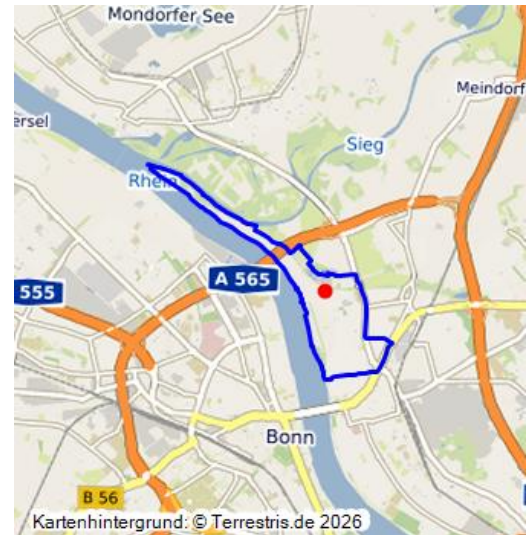 Mondorfer See
Meindorf
ersel
Sieg
Rhein
A 565
555
Bonn
B 56
Kartenhintergrund: © Terrestris.de 2026